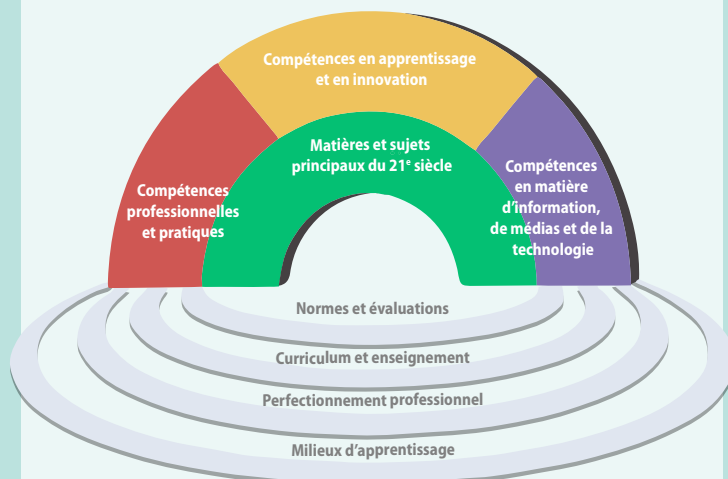 Compétences en apprentissage
et en innovation
Matières et sujets
principaux du 21e siècle
Compétences
professionnelles
et pratiques
Compétences
en matière
d'information,
de médias et de la
technologie
Normes et évaluations
Curriculum et enseignement
Perfectionnement professionnel
Milieux d'apprentissage